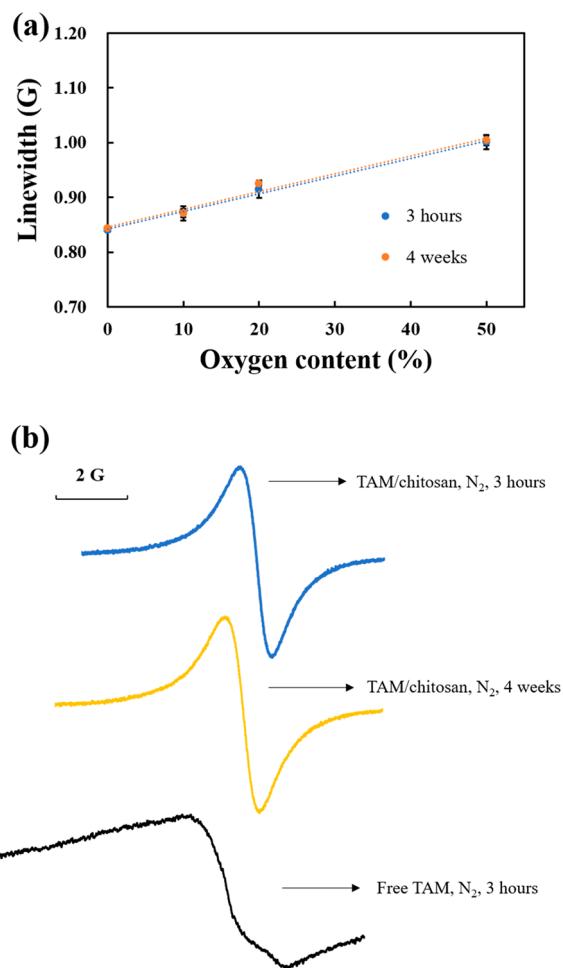 (a)
1.20
1.10
1.00
0.90
0.80
0.70
Linewidth (G)
3 hours
4 weeks
0 10 20 30 40 50
Oxygen content (%)
(b)
2 G
TAM/chitosan, N₂, 3 hours
TAM/chitosan, N₂, 4 weeks
Free TAM, N₂, 3 hours